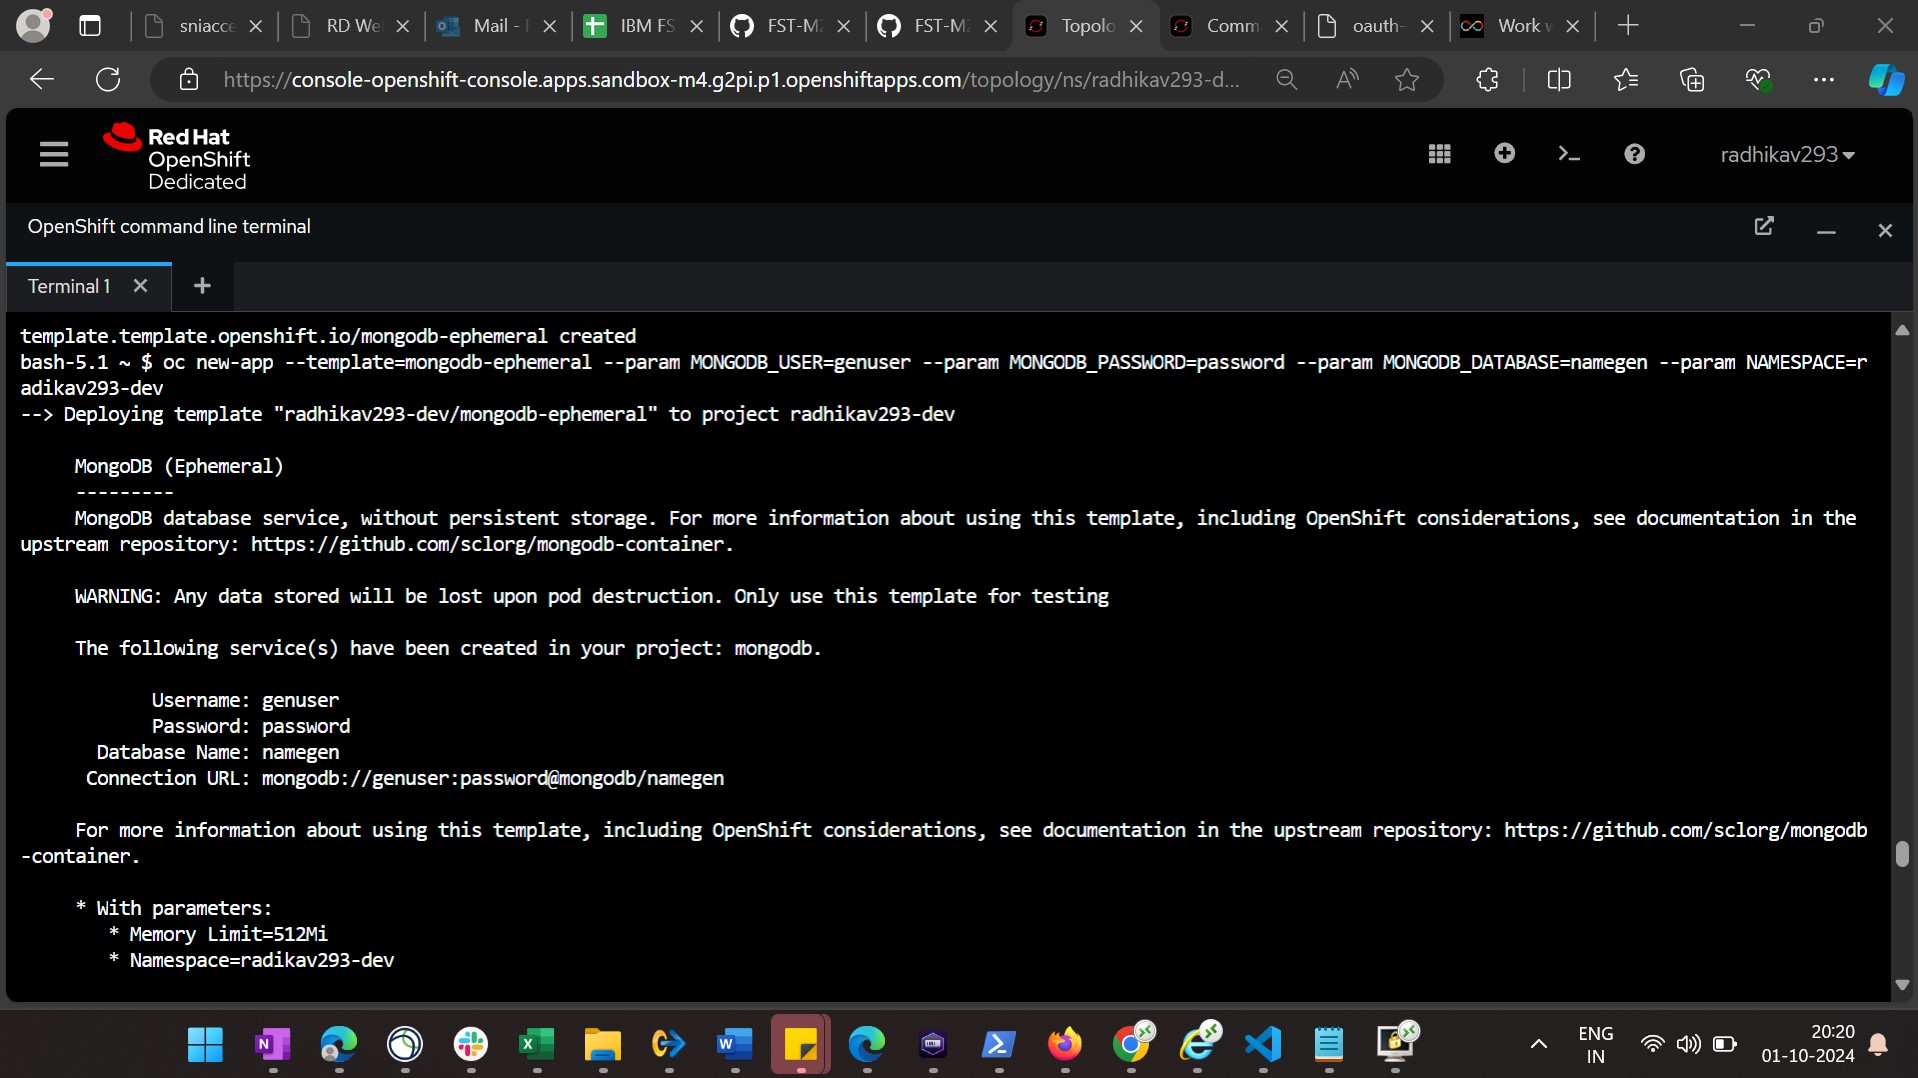 sniacce
RD We
Mail -
IBM FS
FST-M
FST-M
Topolo
Comm
oauth-
Work
https://console-openshift-console.apps.sandbox-m4.g2pi.p1.openshiftapps.com/topology/ns/radhikav293-d...
Red Hat
OpenShift
Dedicated
radhikav293
OpenShift command line terminal
Terminal 1
template.template.openshift.io/mongodb-ephemeral created
bash-5.1 ~ $ oc new-app --template=mongodb-ephemeral --param MONGODB_USER=genuser --param MONGODB_PASSWORD=password --param MONGODB_DATABASE=namegen --param NAMESPACE=r
adikav293-dev
--> Deploying template "radhikav293-dev/mongodb-ephemeral" to project radhikav293-dev
MongoDB (Ephemeral)
---------
MongoDB database service, without persistent storage. For more information about using this template, including OpenShift considerations, see documentation in the
upstream repository: https://github.com/sclorg/mongodb-container.
WARNING: Any data stored will be lost upon pod destruction. Only use this template for testing
The following service(s) have been created in your project: mongodb.
Username: genuser
Password: password
Database Name: namegen
Connection URL: mongodb://genuser:password@mongodb/namegen
For more information about using this template, including OpenShift considerations, see documentation in the upstream repository: https://github.com/sclorg/mongodb
-container.
* With parameters:
* Memory Limit=512Mi
* Namespace=radikav293-dev
ENG
IN
20:20
01-10-2024